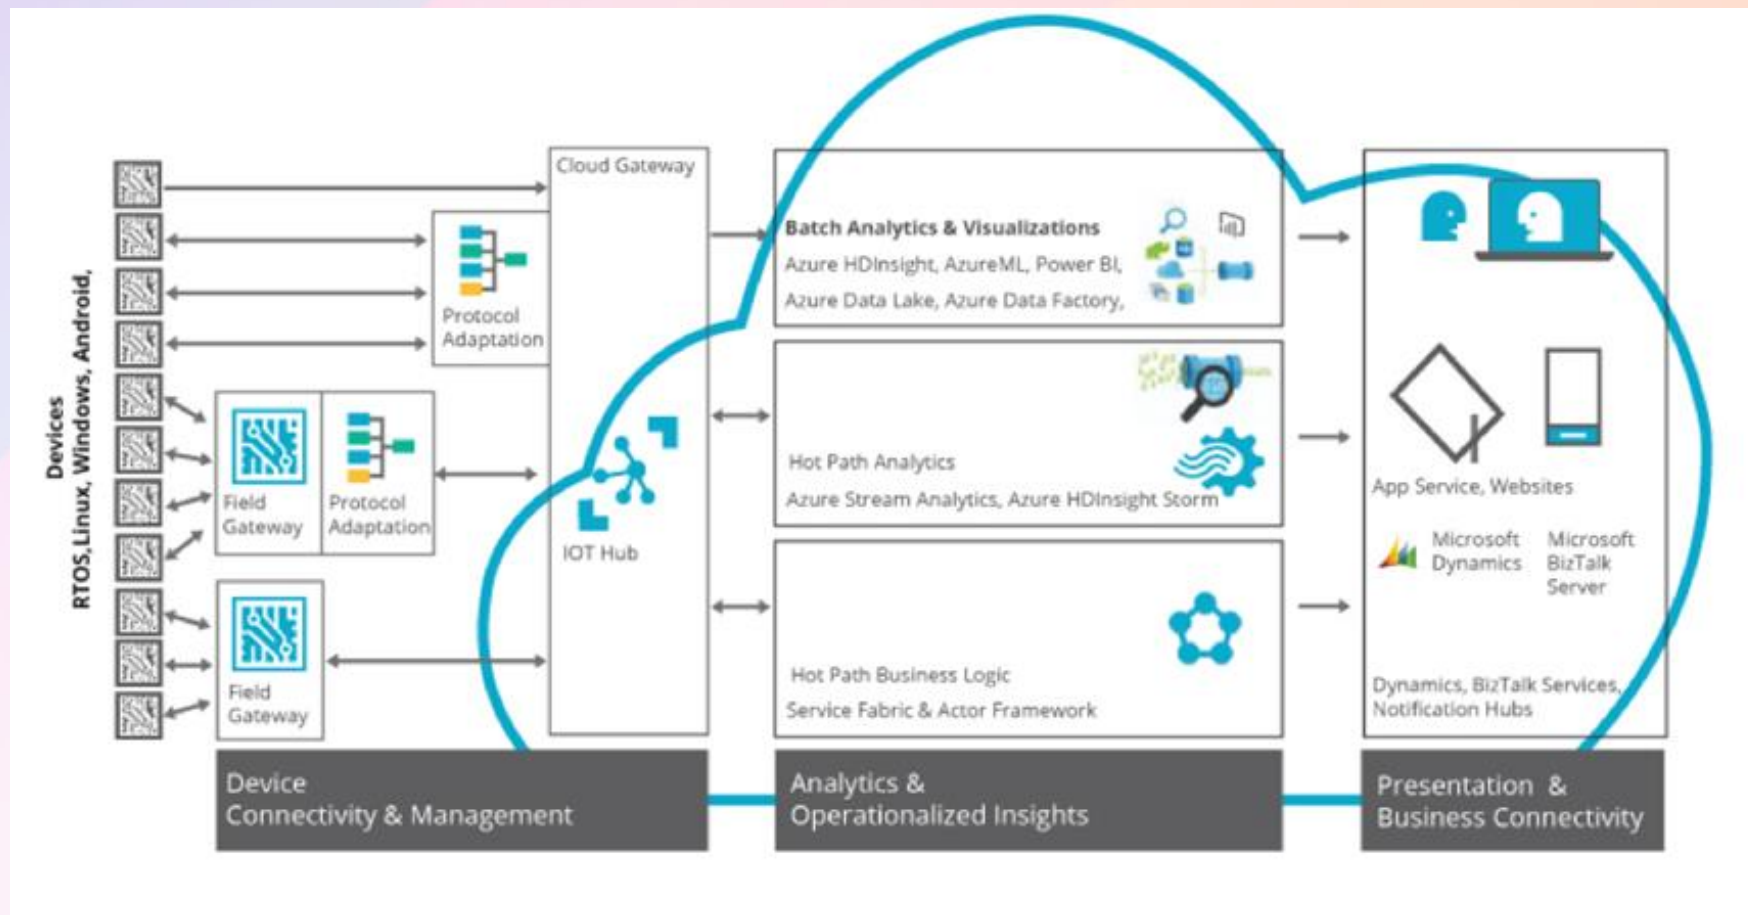 Devices
RTOS,Linux, Windows, Android,
Cloud Gateway
Protocol
Adaptation
Field
Gateway
Protocol
Adaptation
IOT Hub
Field
Gateway
Batch Analytics & Visualizations
Azure HDInsight, AzureML, Power BI,
Azure Data Lake, Azure Data Factory,
Hot Path Analytics
Azure Stream Analytics, Azure HDInsight Storm
Hot Path Business Logic
Service Fabric & Actor Framework
App Service, Websites
Microsoft
Dynamics
Microsoft
BizTalk
Server
Dynamics, BizTalk Services,
Notification Hubs
Device
Connectivity & Management
Analytics &
Operationalized Insights
Presentation &
Business Connectivity